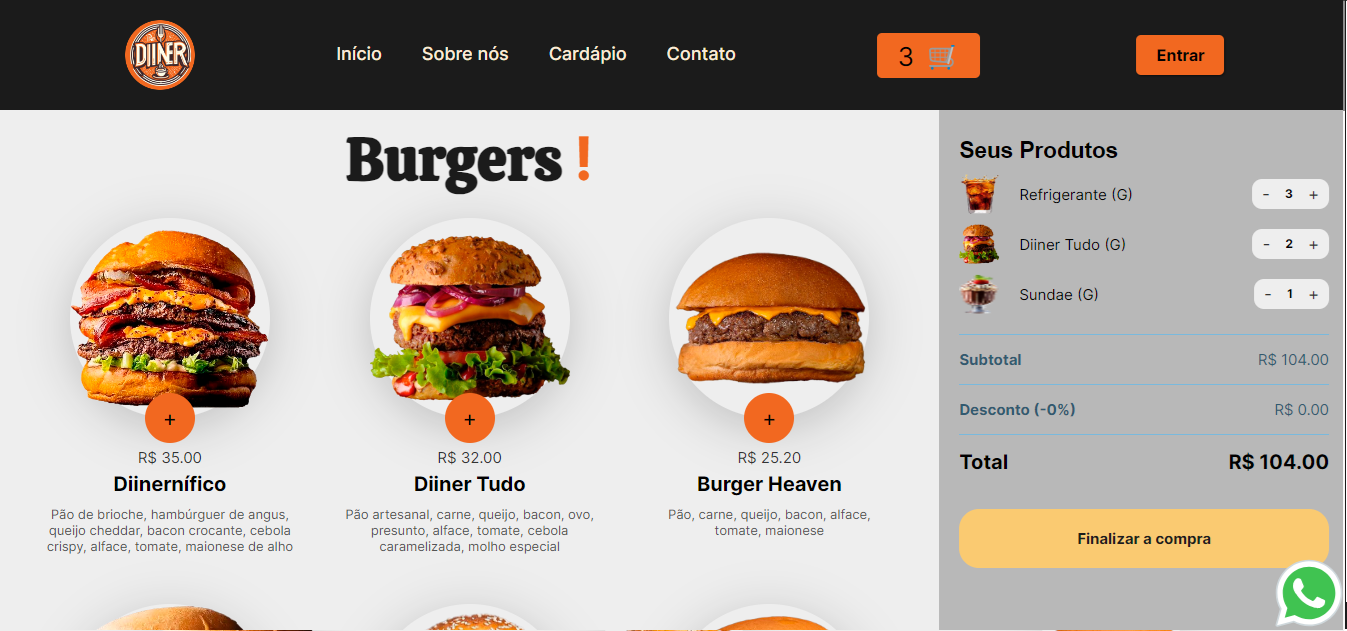 DIINER
Início Sobre nós Cardápio Contato
3
Entrar
Burgers !
+
R$ 35.00
Diinernífico
Pão de brioche, hambúrguer de angus,
queijo cheddar, bacon crocante, cebola
crispy, alface, tomate, maionese de alho
+
R$ 32.00
Diiner Tudo
Pão artesanal, carne, queijo, bacon, ovo,
presunto, alface, tomate, cebola
caramelizada, molho especial
+
R$ 25.20
Burger Heaven
Pão, carne, queijo, bacon, alface,
tomate, maionese
Seus Produtos
Refrigerante (G) - 3 +
Diiner Tudo (G) - 2 +
Sundae (G) - 1 +
Subtotal R$ 104.00
Desconto (-0%) R$ 0.00
Total R$ 104.00
Finalizar a compra